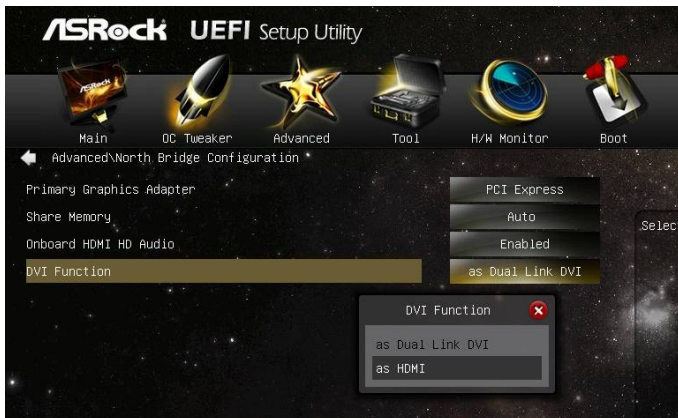 ASRock UEFI Setup Utility
ASRock
Main OC Tweaker Advanced Tool H/W Monitor Boot
Advanced\North Bridge Configuration
Primary Graphics Adapter PCI Express
Share Memory Auto
Selec
Onboard HDMI HD Audio Enabled
DVI Function as Dual Link DVI
DVI Function
as Dual Link DVI
as HDMI